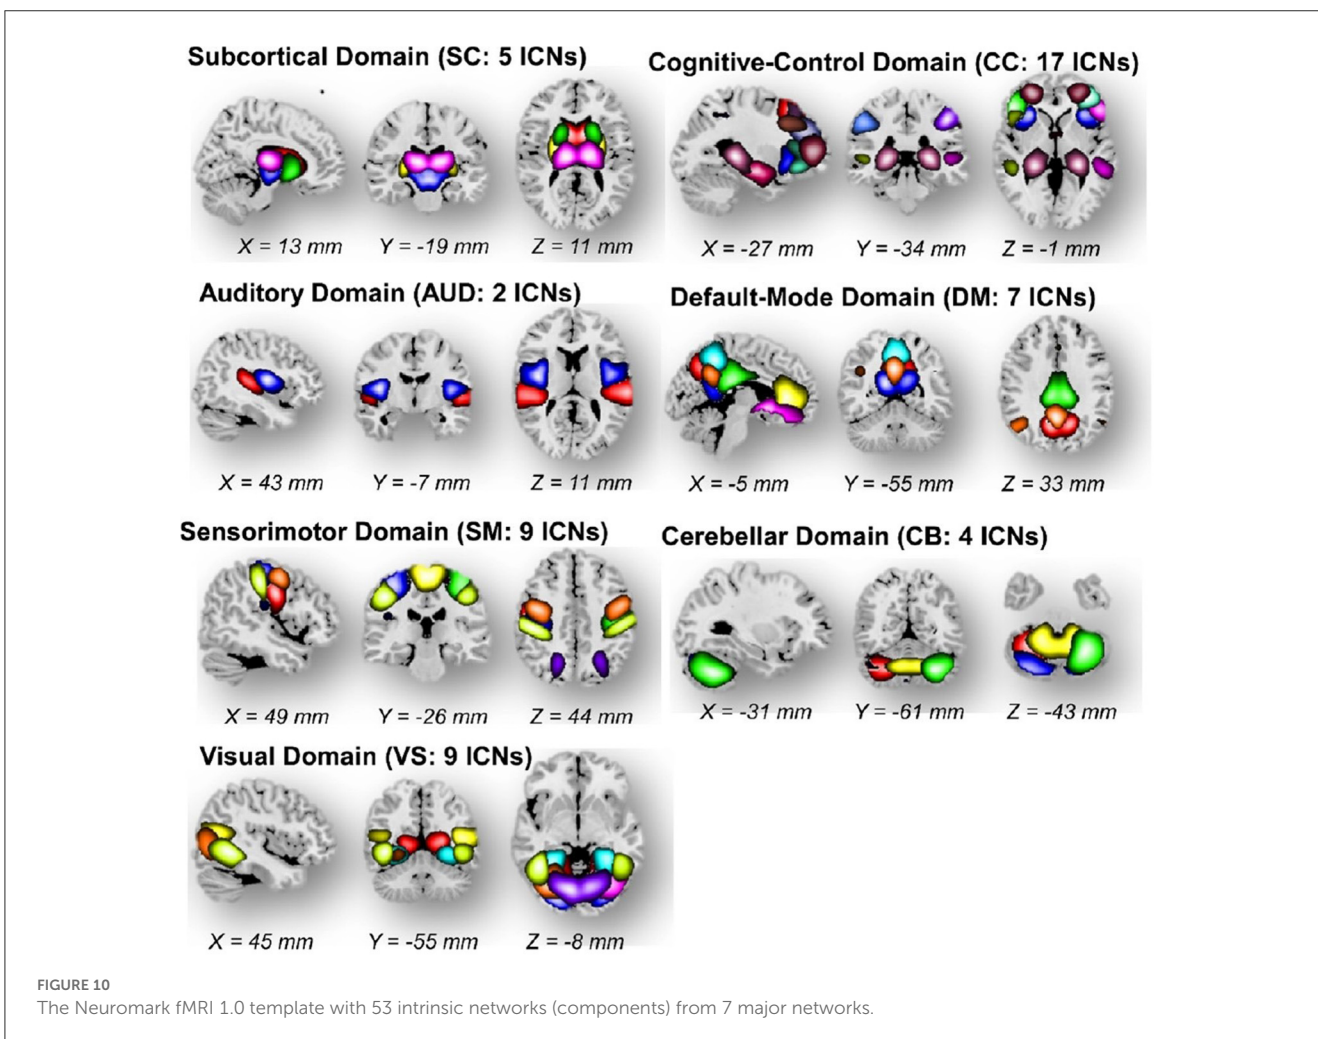 Subcortical Domain (SC: 5 ICNs)
X = 13 mm
Y = -19 mm
Z = 11 mm
Cognitive-Control Domain (CC: 17 ICNs)
X = -27 mm
Y = -34 mm
Z = -1 mm
Auditory Domain (AUD: 2 ICNs)
X = 43 mm
Y = -7 mm
Z = 11 mm
Default-Mode Domain (DM: 7 ICNs)
X = -5 mm
Y = -55 mm
Z = 33 mm
Sensorimotor Domain (SM: 9 ICNs)
X = 49 mm
Y = -26 mm
Z = 44 mm
Cerebellar Domain (CB: 4 ICNs)
X = -31 mm
Y = -61 mm
Z = -43 mm
Visual Domain (VS: 9 ICNs)
X = 45 mm
Y = -55 mm
Z = -8 mm
FIGURE 10
The Neuromark fMRI 1.0 template with 53 intrinsic networks (components) from 7 major networks.